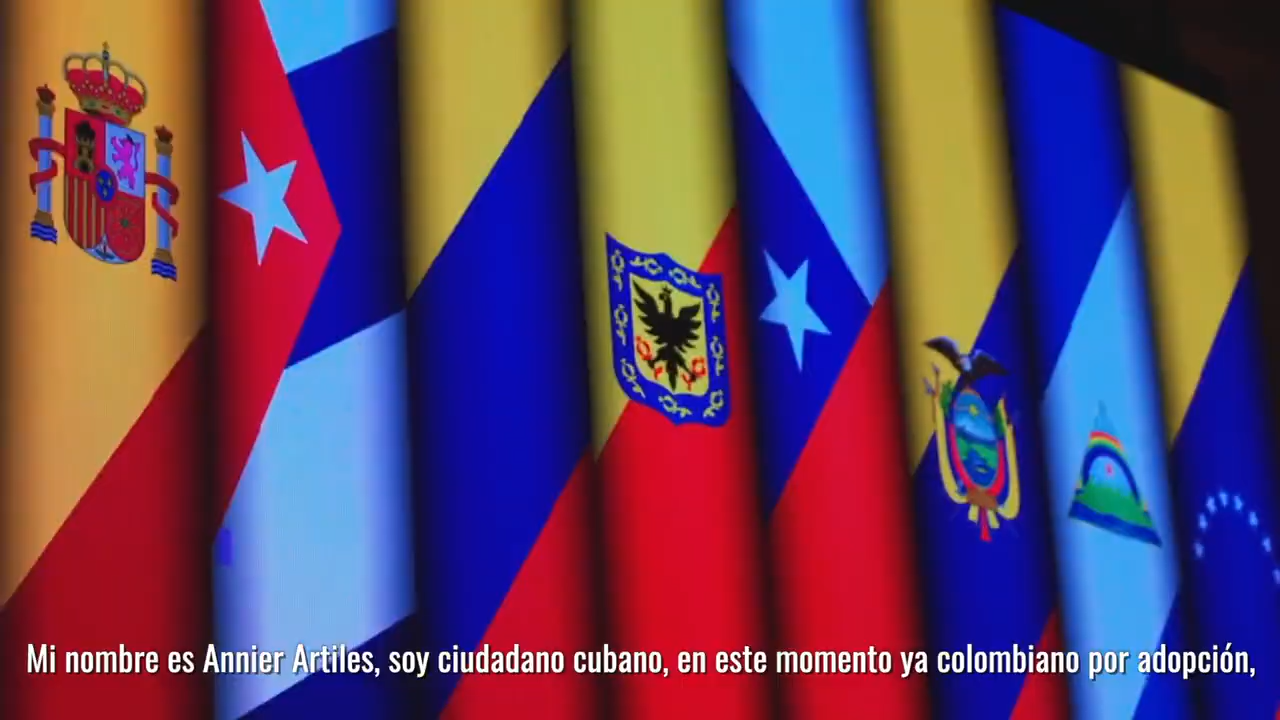 Mi nombre es Annier Artiles, soy ciudadano cubano, en este momento ya colombiano por adopción,